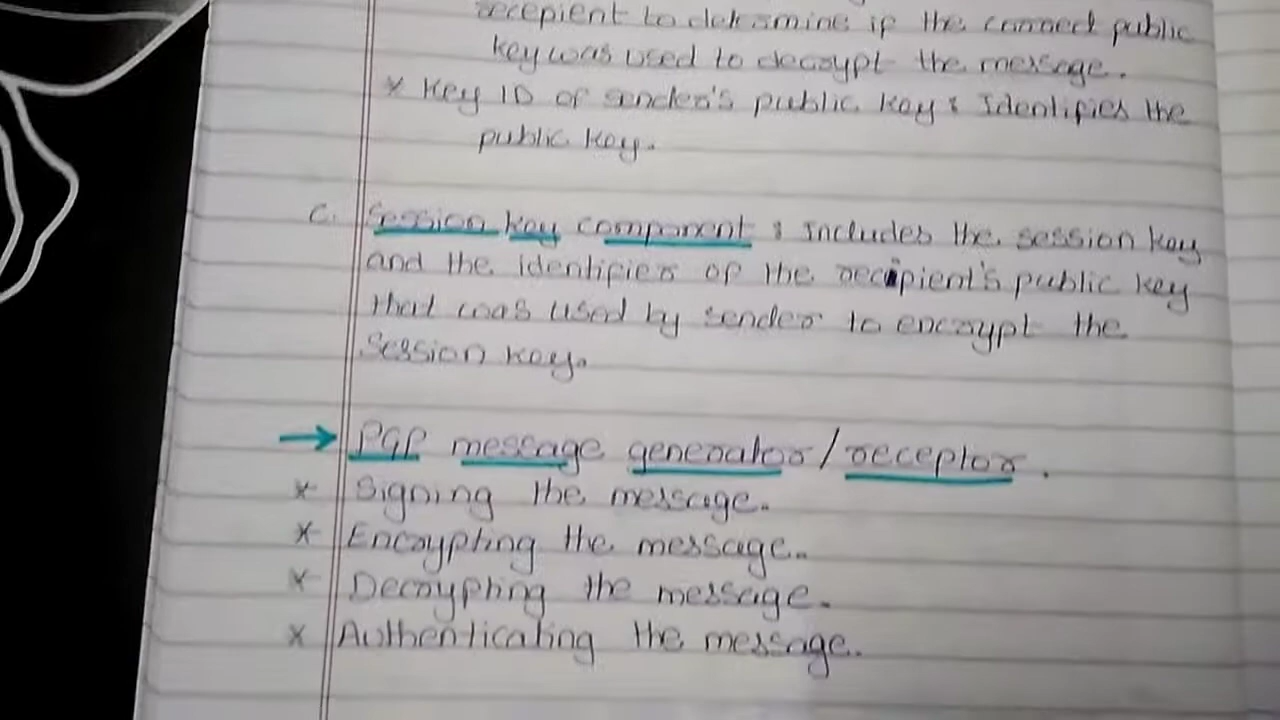 recepient to determine if the correct public
key was used to decrypt the message.
* Key ID of sender's public key : Identifies the
public key.
c. Session key component : includes the session key
and the identifier of the recipient's public key
that was used by sender to encrypt the
Session key.
→ PGP message generator/receptor.
* Signing the message.
* Encrypting the message.
* Decrypting the message.
* Authenticating the message.